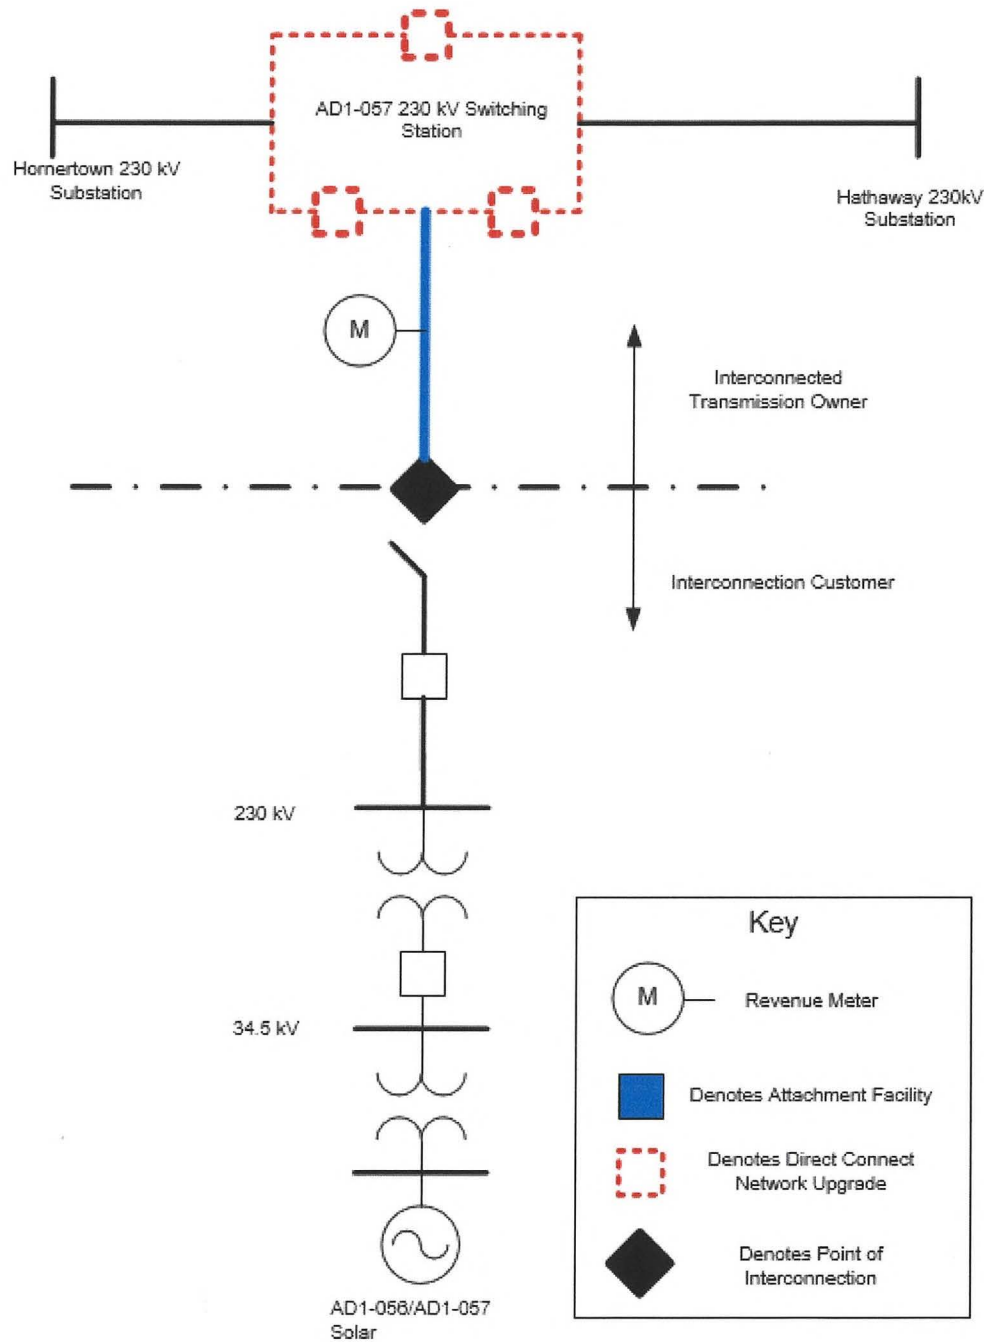 AD1-057 230 kV Switching
Station
Hornertown 230 kV
Substation
Hathaway 230kV
Substation
M
Interconnected
Transmission Owner
Interconnection Customer
230 kV
34.5 kV
AD1-056/AD1-057
Solar
Key
M
Revenue Meter
Denotes Attachment Facility
Denotes Direct Connect
Network Upgrade
Denotes Point of
Interconnection